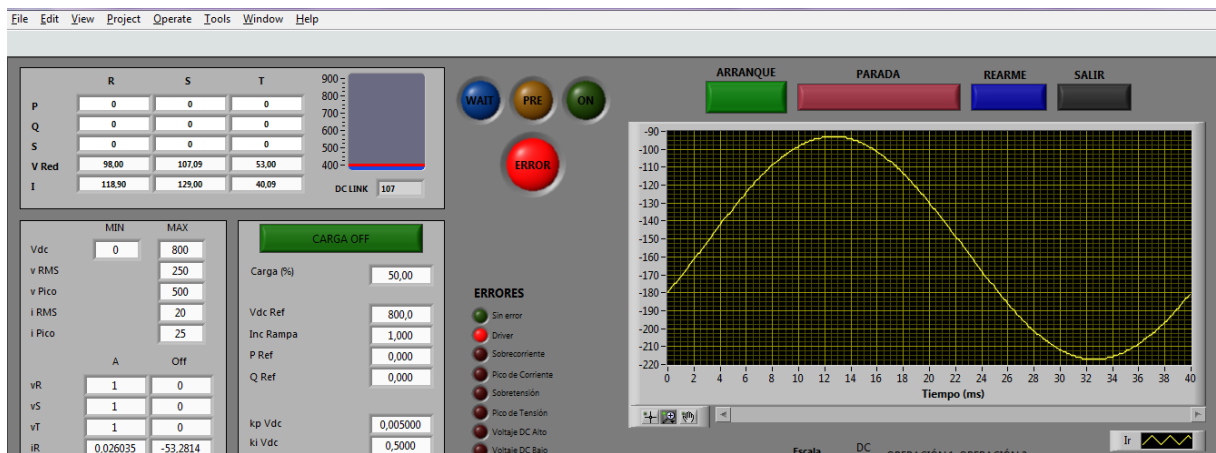 File Edit View Project Operate Tools Window Help
R S T
P 0 0 0
Q 0 0 0
S 0 0 0
V Red 98,00 107,09 53,00
I 118,90 129,00 40,09
900
800
700
600
500
400
DC LINK 107
WAIT PRE ON
ERROR
ARRANQUE PARADA REARME SALIR
MIN MAX
Vdc 0 800
v RMS 250
v Pico 500
i RMS 20
i Pico 25
A Off
vR 1 0
vS 1 0
vT 1 0
iR 0,026035 -53,2814
CARGA OFF
Carga (%) 50,00
Vdc Ref 800,0
Inc Rampa 1,000
P Ref 0,000
Q Ref 0,000
kp Vdc 0,005000
ki Vdc 0,5000
ERRORES
Sin error
Driver
Sobrecorriente
Pico de Corriente
Sobretensión
Pico de Tensión
Voltaje DC Alto
Voltaje DC Bajo
-90
-100
-110
-120
-130
-140
-150
-160
-170
-180
-190
-200
-210
-220
0 2 4 6 8 10 12 14 16 18 20 22 24 26 28 30 32 34 36 38 40
Tiempo (ms)
Ir
Escala DC